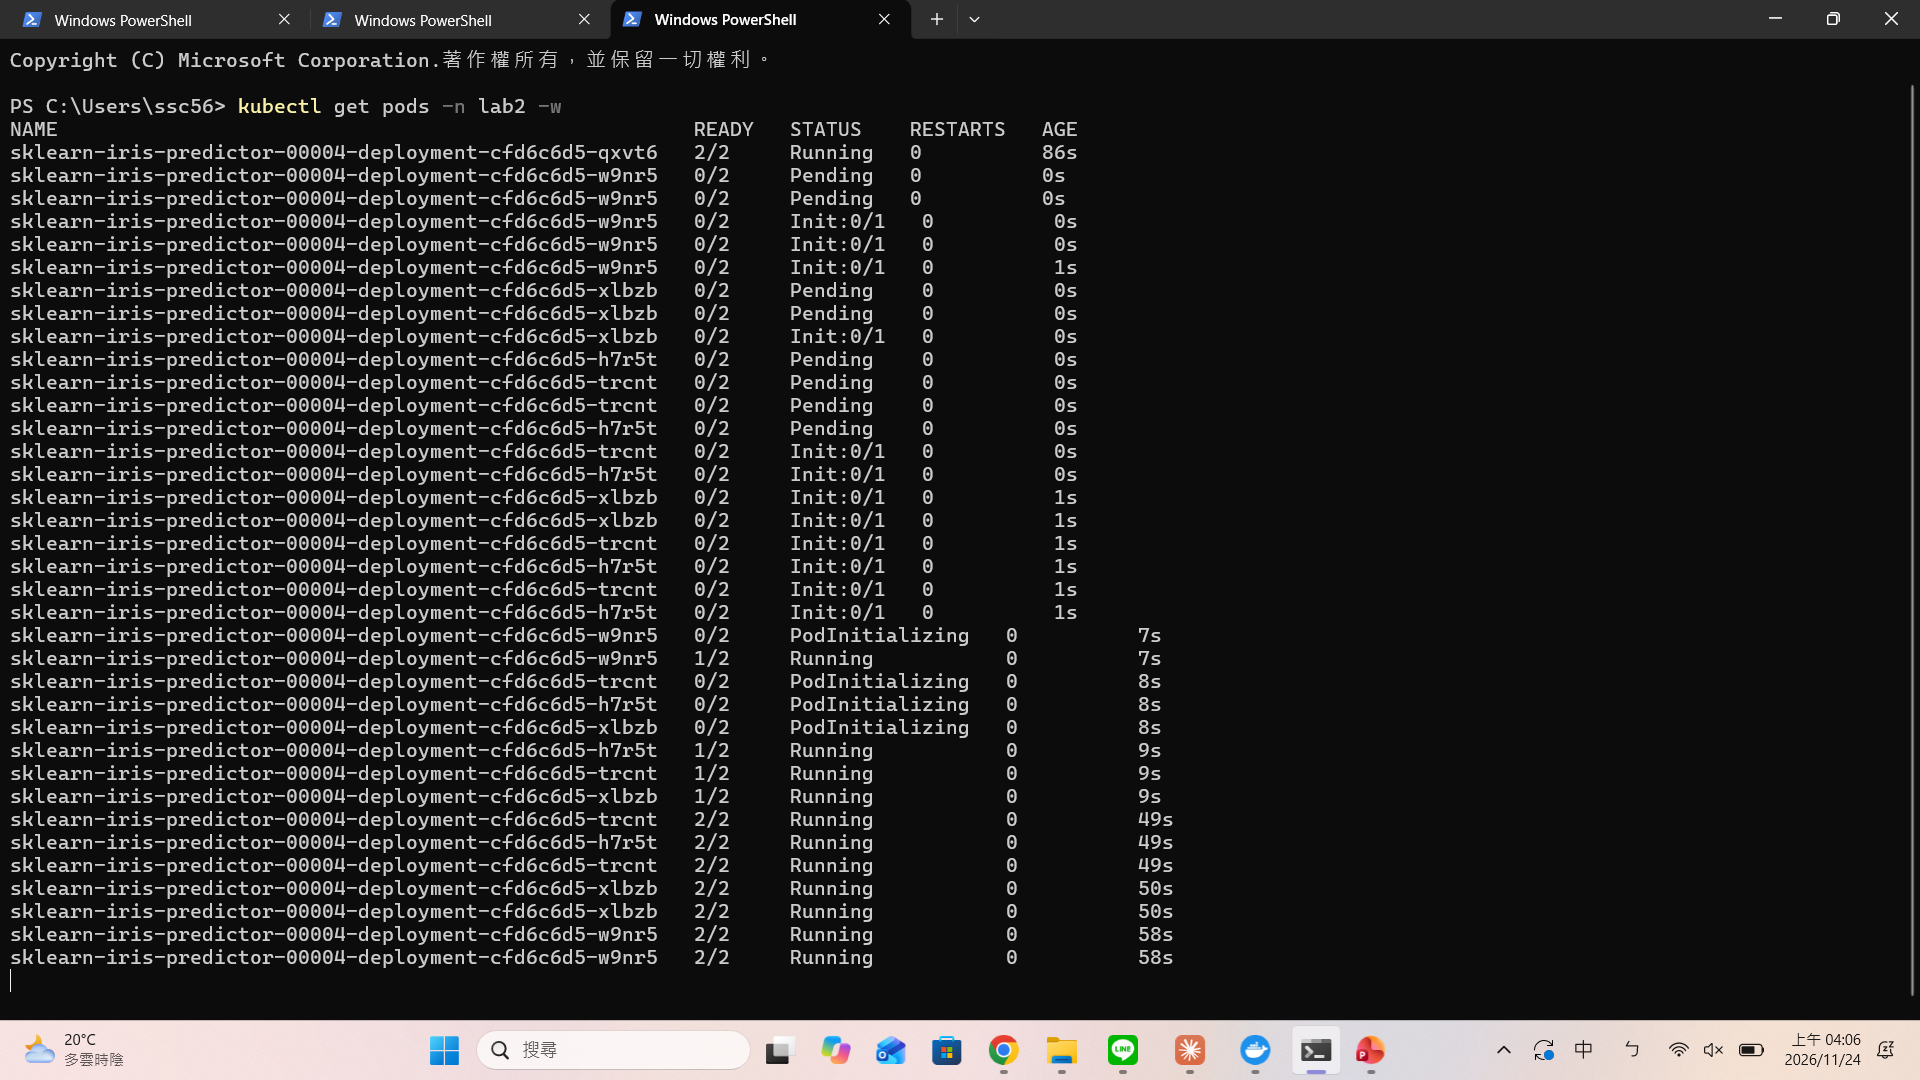 Windows PowerShell
Windows PowerShell
Windows PowerShell
Copyright (C) Microsoft Corporation.著作權所有，並保留一切權利。
PS C:\Users\ssc56> kubectl get pods -n lab2 -w
NAME READY STATUS RESTARTS AGE
sklearn-iris-predictor-00004-deployment-cfd6c6d5-qxvt6 2/2 Running 0 86s
sklearn-iris-predictor-00004-deployment-cfd6c6d5-w9nr5 0/2 Pending 0 0s
sklearn-iris-predictor-00004-deployment-cfd6c6d5-w9nr5 0/2 Pending 0 0s
sklearn-iris-predictor-00004-deployment-cfd6c6d5-w9nr5 0/2 Init:0/1 0 0s
sklearn-iris-predictor-00004-deployment-cfd6c6d5-w9nr5 0/2 Init:0/1 0 0s
sklearn-iris-predictor-00004-deployment-cfd6c6d5-w9nr5 0/2 Init:0/1 0 1s
sklearn-iris-predictor-00004-deployment-cfd6c6d5-xlbzb 0/2 Pending 0 0s
sklearn-iris-predictor-00004-deployment-cfd6c6d5-xlbzb 0/2 Pending 0 0s
sklearn-iris-predictor-00004-deployment-cfd6c6d5-xlbzb 0/2 Init:0/1 0 0s
sklearn-iris-predictor-00004-deployment-cfd6c6d5-h7r5t 0/2 Pending 0 0s
sklearn-iris-predictor-00004-deployment-cfd6c6d5-trcnt 0/2 Pending 0 0s
sklearn-iris-predictor-00004-deployment-cfd6c6d5-trcnt 0/2 Pending 0 0s
sklearn-iris-predictor-00004-deployment-cfd6c6d5-h7r5t 0/2 Pending 0 0s
sklearn-iris-predictor-00004-deployment-cfd6c6d5-trcnt 0/2 Init:0/1 0 0s
sklearn-iris-predictor-00004-deployment-cfd6c6d5-h7r5t 0/2 Init:0/1 0 0s
sklearn-iris-predictor-00004-deployment-cfd6c6d5-xlbzb 0/2 Init:0/1 0 1s
sklearn-iris-predictor-00004-deployment-cfd6c6d5-xlbzb 0/2 Init:0/1 0 1s
sklearn-iris-predictor-00004-deployment-cfd6c6d5-trcnt 0/2 Init:0/1 0 1s
sklearn-iris-predictor-00004-deployment-cfd6c6d5-h7r5t 0/2 Init:0/1 0 1s
sklearn-iris-predictor-00004-deployment-cfd6c6d5-trcnt 0/2 Init:0/1 0 1s
sklearn-iris-predictor-00004-deployment-cfd6c6d5-h7r5t 0/2 Init:0/1 0 1s
sklearn-iris-predictor-00004-deployment-cfd6c6d5-w9nr5 0/2 PodInitializing 0 7s
sklearn-iris-predictor-00004-deployment-cfd6c6d5-w9nr5 1/2 Running 0 7s
sklearn-iris-predictor-00004-deployment-cfd6c6d5-trcnt 0/2 PodInitializing 0 8s
sklearn-iris-predictor-00004-deployment-cfd6c6d5-h7r5t 0/2 PodInitializing 0 8s
sklearn-iris-predictor-00004-deployment-cfd6c6d5-xlbzb 0/2 PodInitializing 0 8s
sklearn-iris-predictor-00004-deployment-cfd6c6d5-h7r5t 1/2 Running 0 9s
sklearn-iris-predictor-00004-deployment-cfd6c6d5-trcnt 1/2 Running 0 9s
sklearn-iris-predictor-00004-deployment-cfd6c6d5-xlbzb 1/2 Running 0 9s
sklearn-iris-predictor-00004-deployment-cfd6c6d5-trcnt 2/2 Running 0 49s
sklearn-iris-predictor-00004-deployment-cfd6c6d5-h7r5t 2/2 Running 0 49s
sklearn-iris-predictor-00004-deployment-cfd6c6d5-trcnt 2/2 Running 0 49s
sklearn-iris-predictor-00004-deployment-cfd6c6d5-xlbzb 2/2 Running 0 50s
sklearn-iris-predictor-00004-deployment-cfd6c6d5-xlbzb 2/2 Running 0 50s
sklearn-iris-predictor-00004-deployment-cfd6c6d5-w9nr5 2/2 Running 0 58s
sklearn-iris-predictor-00004-deployment-cfd6c6d5-w9nr5 2/2 Running 0 58s
20°C
多雲時陰
搜尋
LINE
中
ㄅ
上午 04:06
2026/11/24